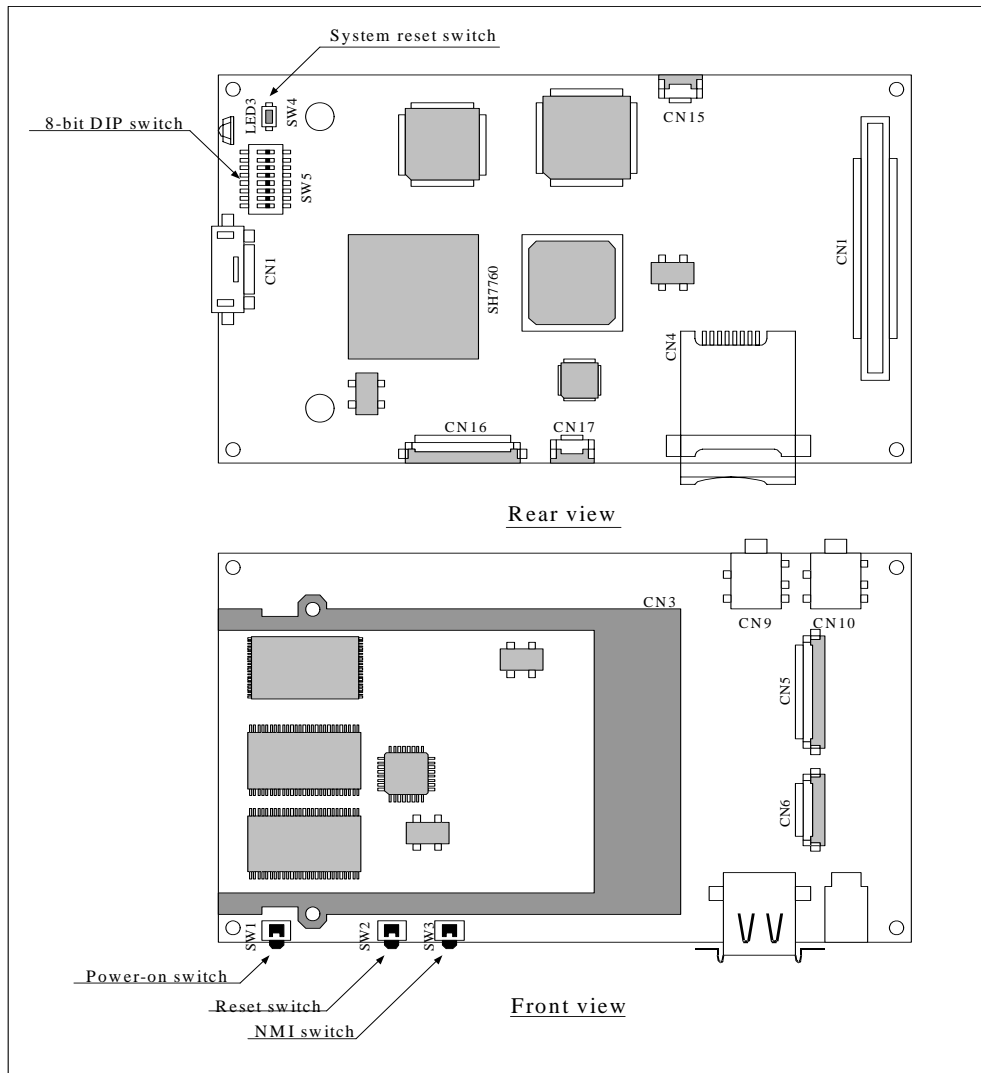 System reset switch
LED3
SW4
8-bit DIP switch
SW5
CN15
CN1
CN1
SH7760
CN4
CN16
CN17
Rear view
CN3
CN9
CN10
CN5
CN6
SW1
SW2
SW3
Power-on switch
Reset switch
NMI switch
Front view